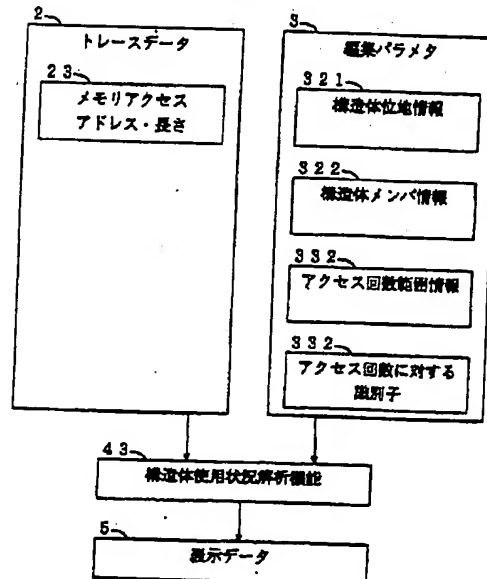 2
トレースデータ
23
メモリアクセス
アドレス・長さ
3
編集パラメタ
321
構造体位地情報
322
構造体メンバ情報
332
アクセス回数範囲情報
332
アクセス回数に対する
識別子
43
構造体使用状況解析機能
5
表示データ